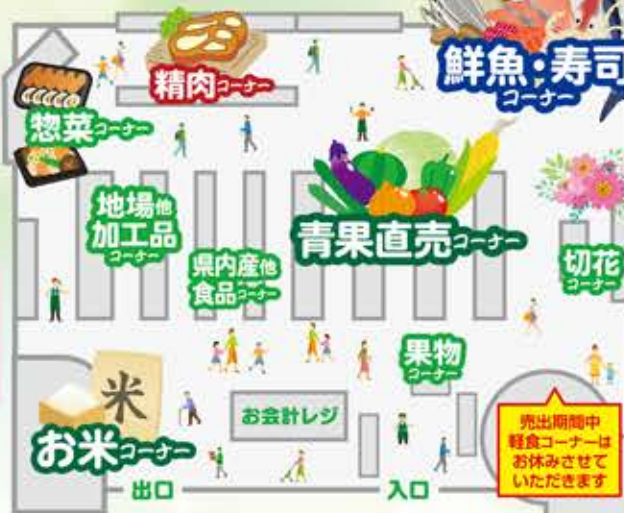 精肉コーナー
鮮魚・寿司
コーナー
惣菜コーナー
地場他
加工品
コーナー
県内産他
食品コーナー
青果直売コーナー
切花
コーナー
果物
コーナー
米
お米コーナー
お会計レジ
売出期間中
軽食コーナーは
お休みさせて
いただきます
出口
入口